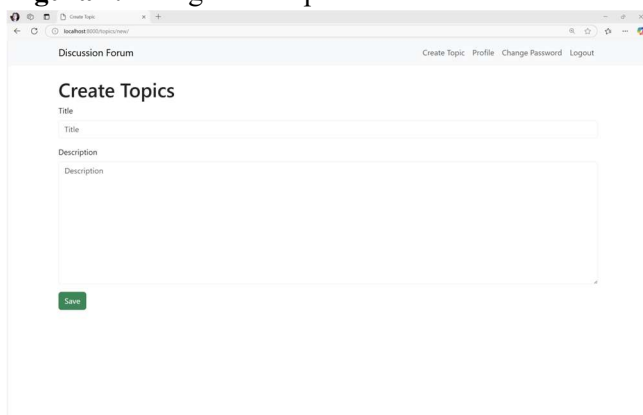 Create Topic
localhost:8000/topics/new/
Discussion Forum
Create Topic Profile Change Password Logout
Create Topics
Title
Title
Description
Description
Save